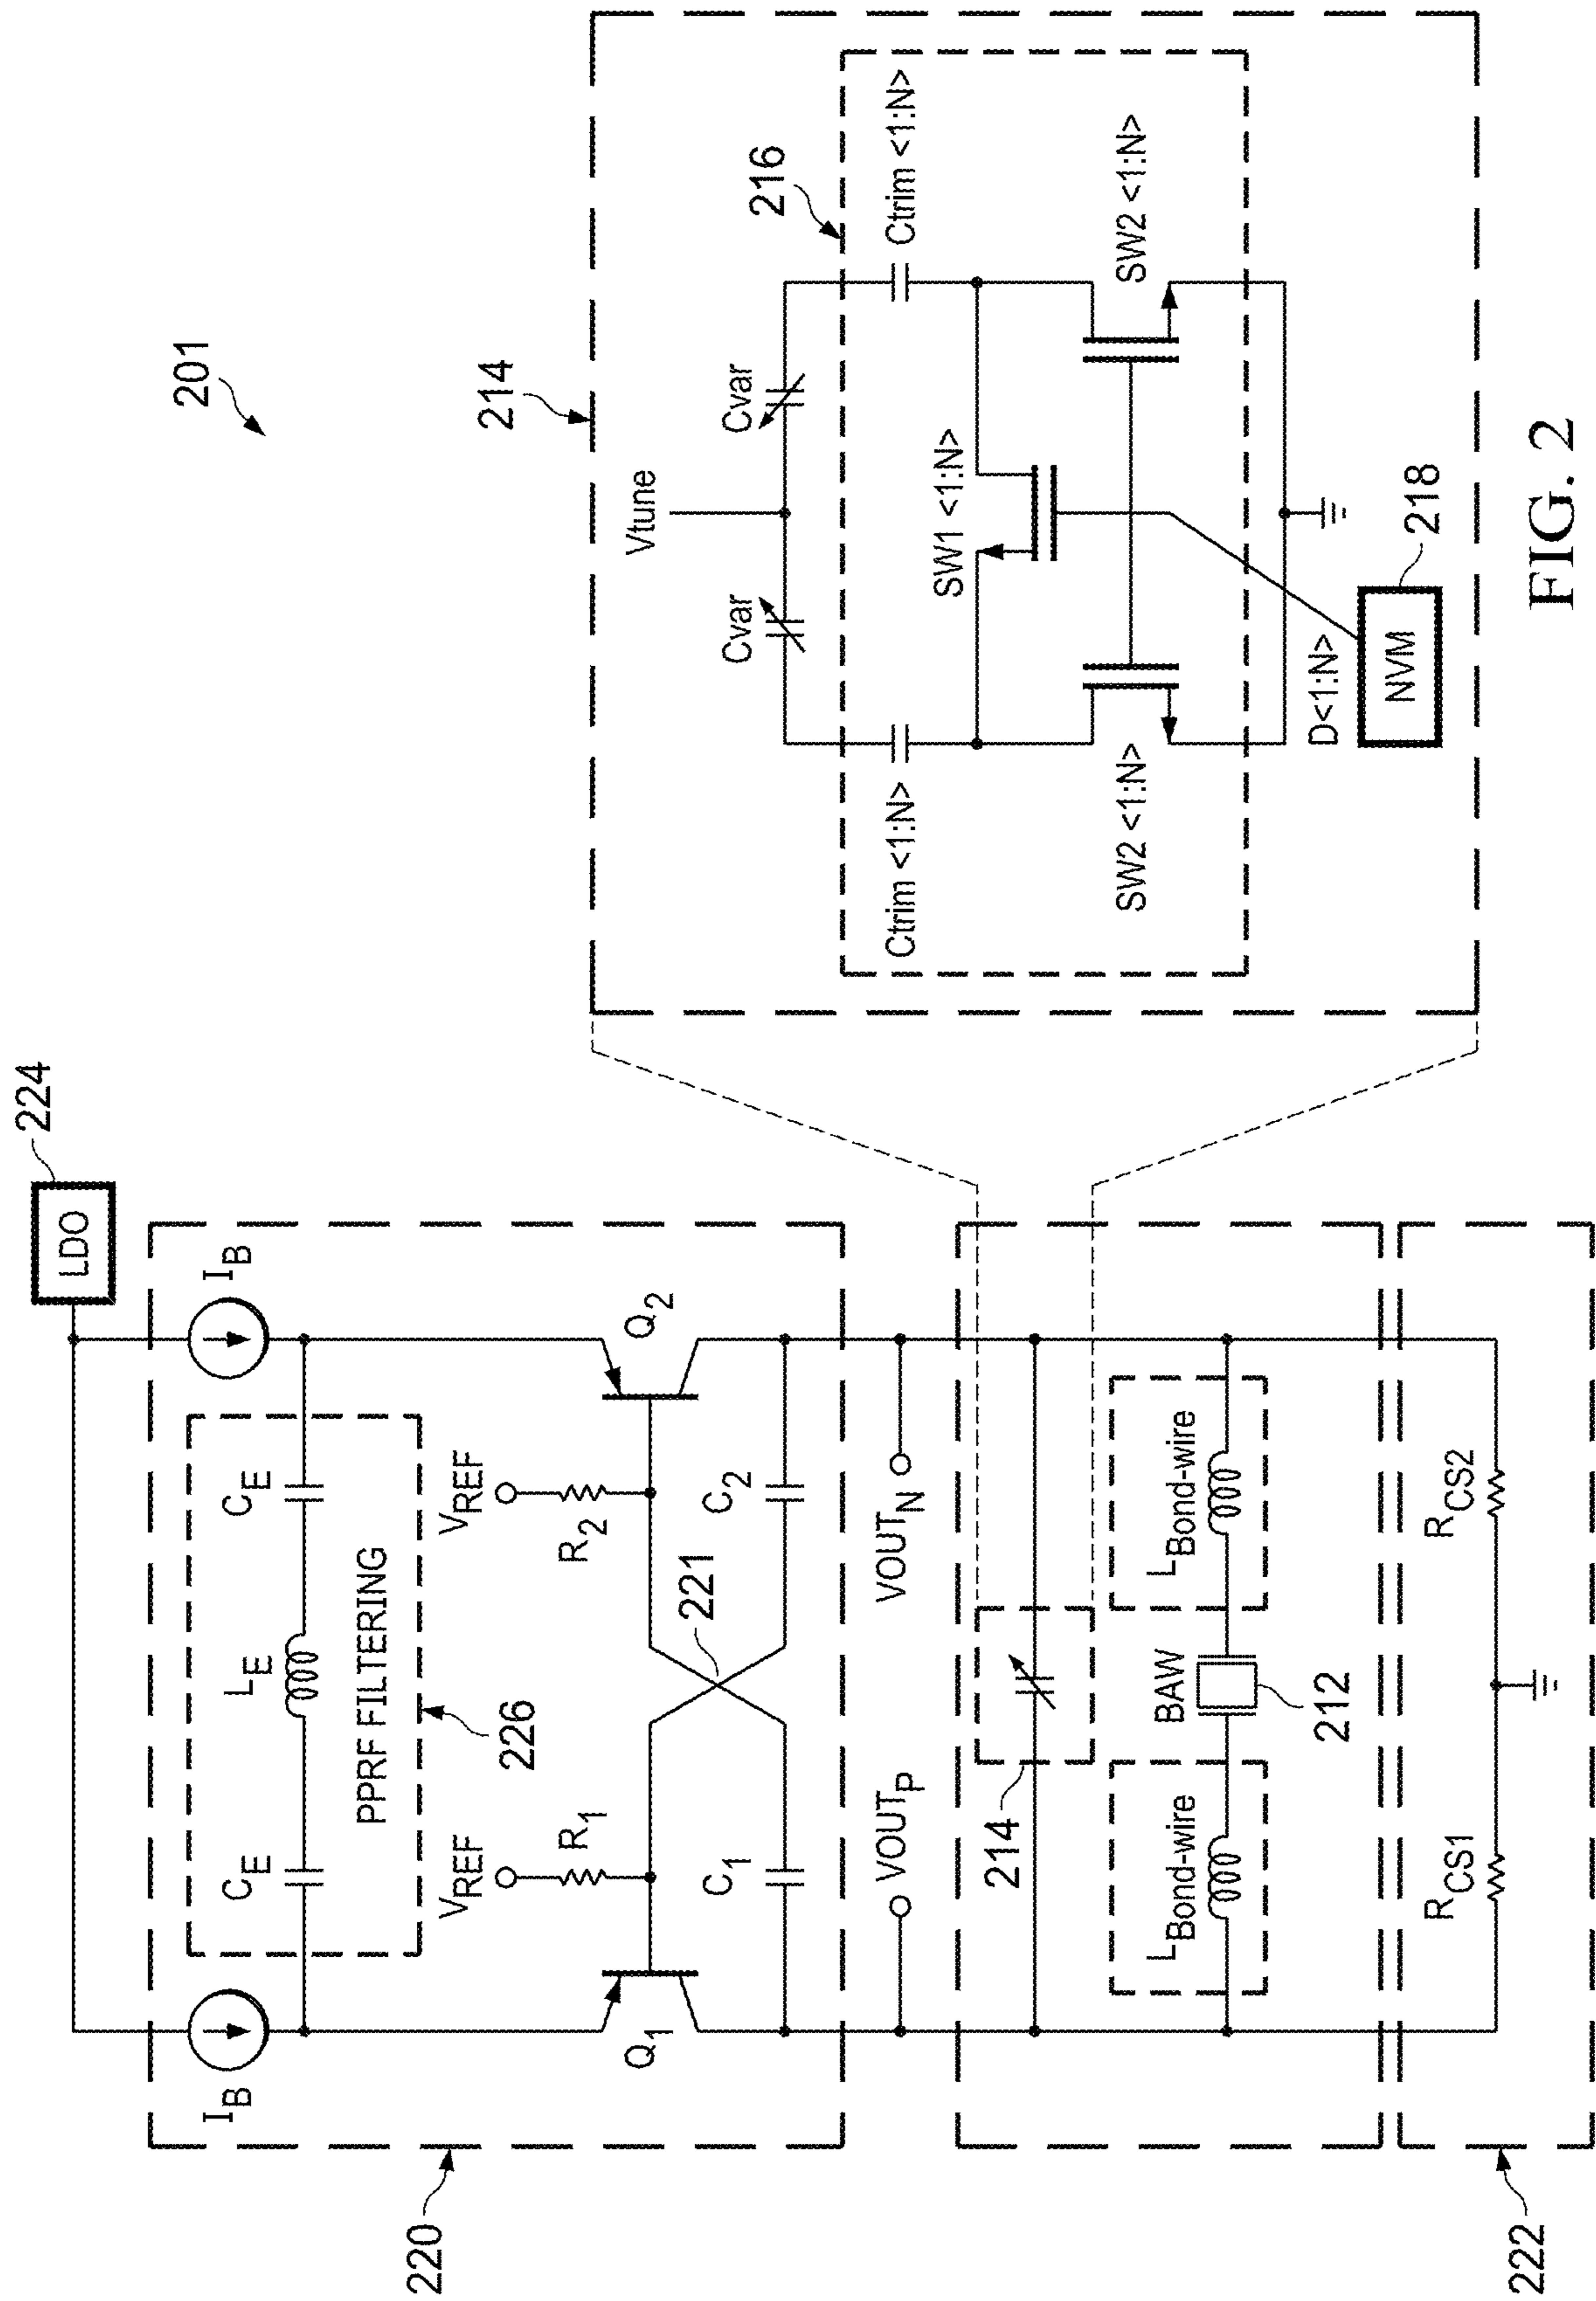 201
224
LDO
I_B
I_B
C_E
L_E
C_E
PPRF FILTERING
226
V_REF
V_REF
R_1
R_2
Q_1
Q_2
221
C_1
C_2
220
VOUT_P
VOUT_N
214
L_Bond-wire
BAW
L_Bond-wire
212
R_CS1
R_CS2
222
214
Vtune
Cvar
Cvar
216
Ctrim <1:N>
Ctrim <1:N>
SW1 <1:N>
SW2 <1:N>
SW2 <1:N>
D<1:N>
NVM
218
FIG. 2